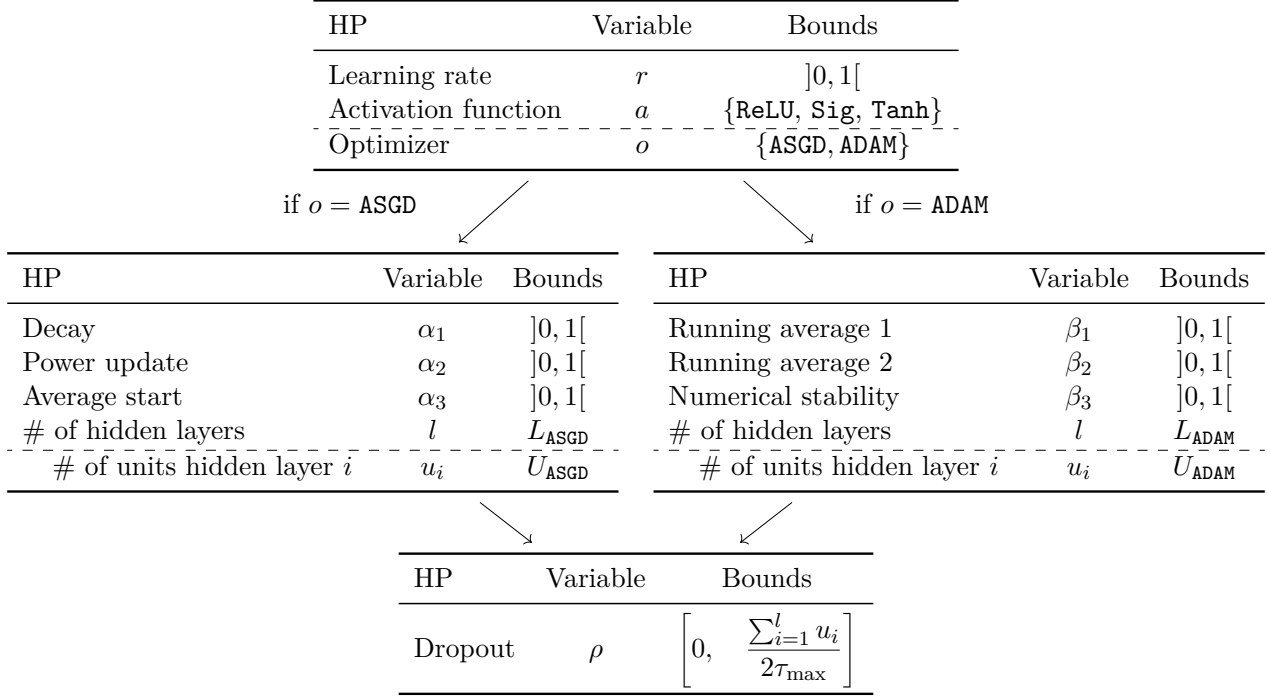 HP Variable Bounds
Learning rate r ]0, 1[
Activation function a {ReLU, Sig, Tanh}
Optimizer o {ASGD, ADAM}
if o = ASGD
if o = ADAM
HP Variable Bounds
Decay α₁ ]0, 1[
Power update α₂ ]0, 1[
Average start α₃ ]0, 1[
# of hidden layers l L_ASGD
# of units hidden layer i u_i U_ASGD
HP Variable Bounds
Running average 1 β₁ ]0, 1[
Running average 2 β₂ ]0, 1[
Numerical stability β₃ ]0, 1[
# of hidden layers l L_ADAM
# of units hidden layer i u_i U_ADAM
HP Variable Bounds
Dropout ρ [0, \frac{\sum_{i=1}^{l} u_i}{2τ_max}]